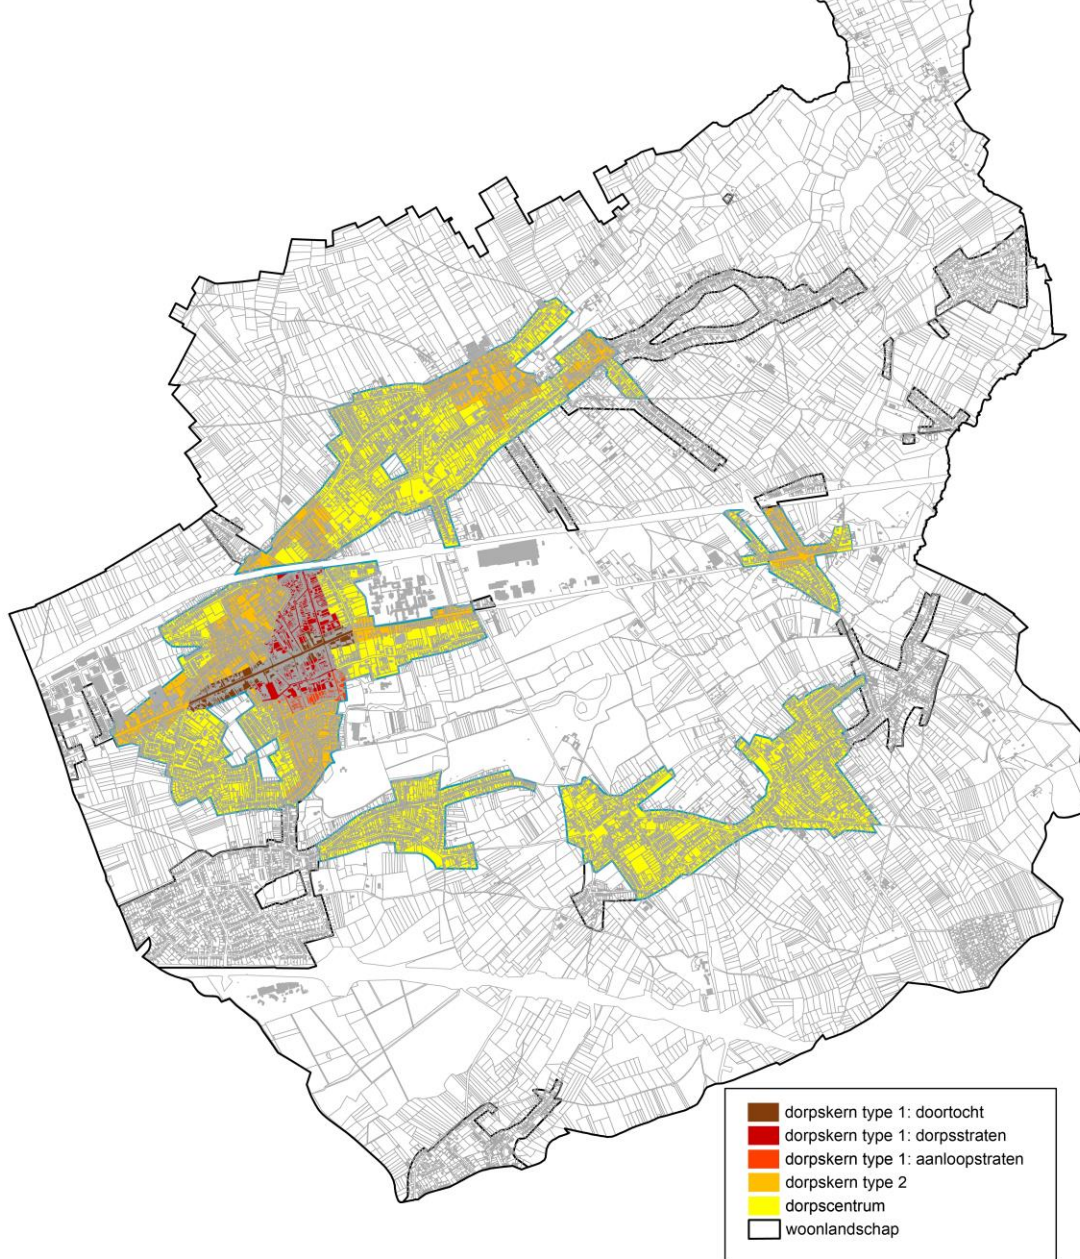 dorpskern type 1: doortocht
dorpskern type 1: dorpsstraten
dorpskern type 1: aanloopstraten
dorpskern type 2
dorpscentrum
woonlandschap